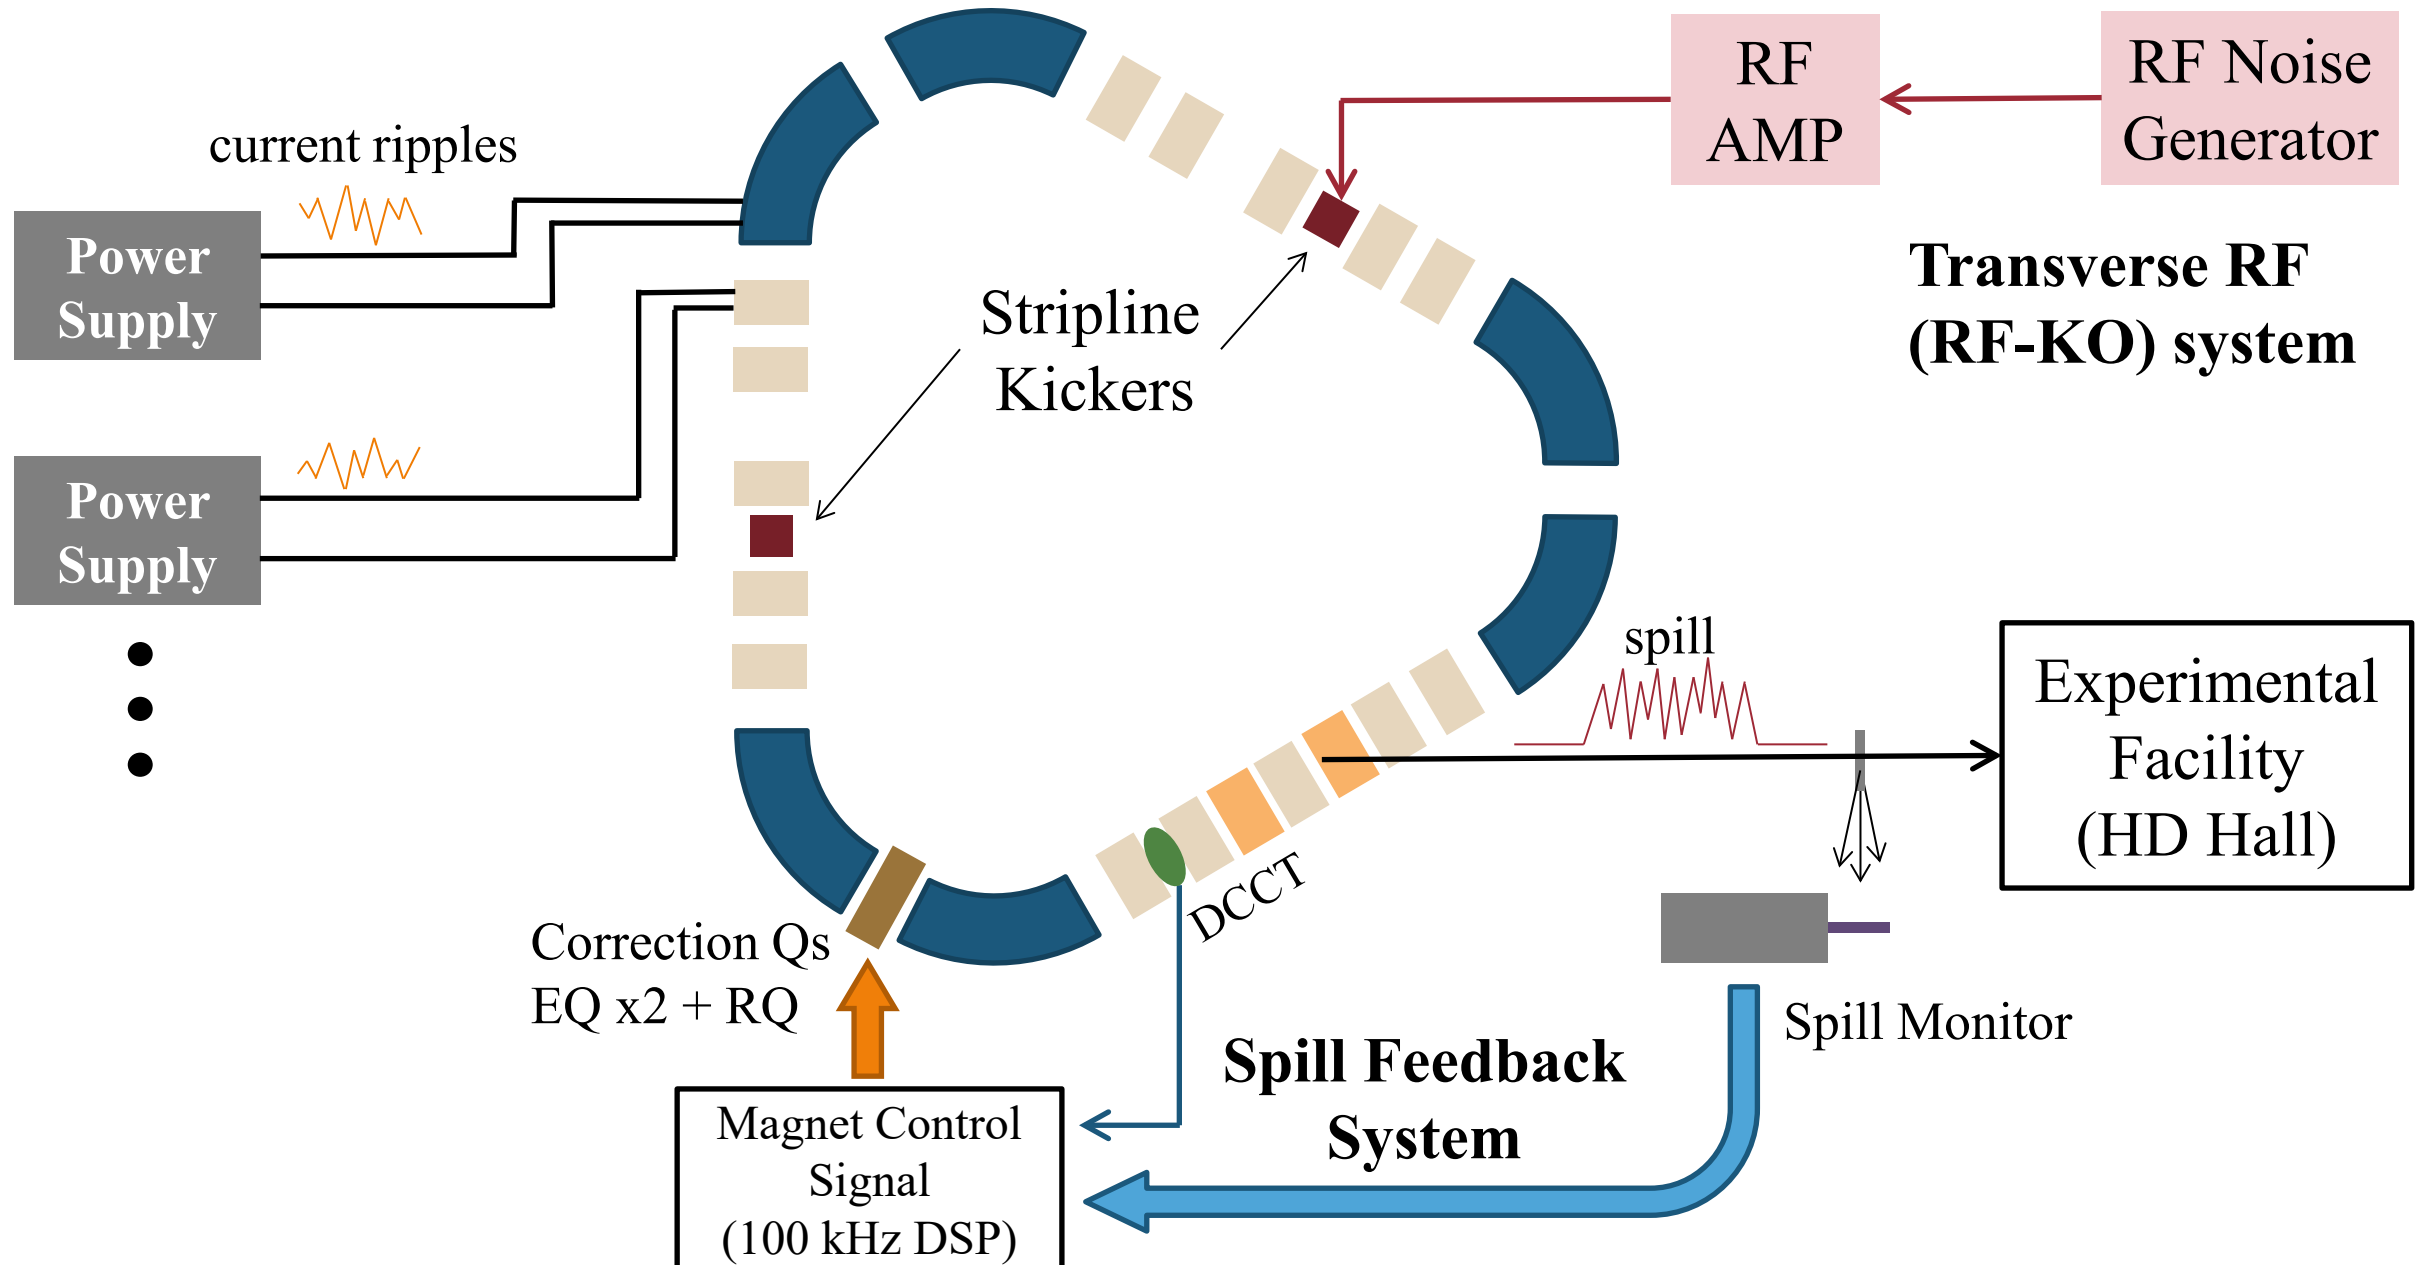 current ripples
Power
Supply
Power
Supply
Stripline
Kickers
RF
AMP
RF Noise
Generator
Transverse RF
(RF-KO) system
spill
Experimental
Facility
(HD Hall)
DCCT
Correction Qs
EQ x2 + RQ
Spill Monitor
Spill Feedback
System
Magnet Control
Signal
(100 kHz DSP)